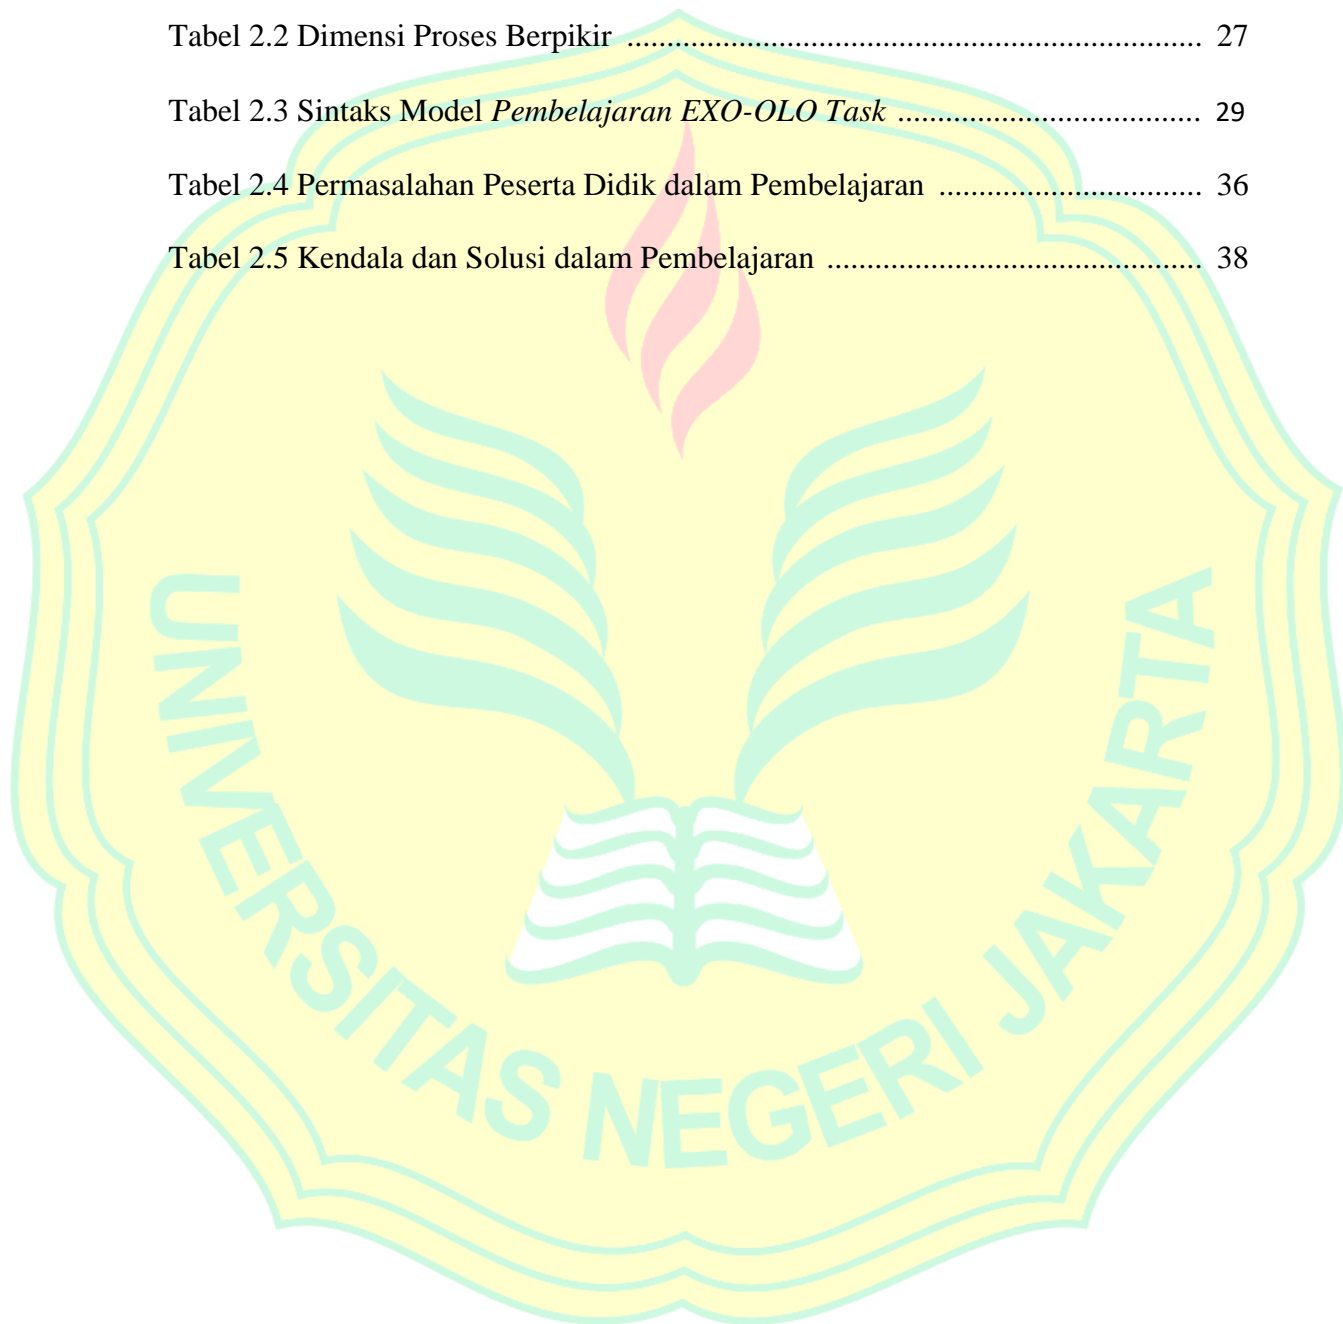 Tabel 2.2 Dimensi Proses Berpikir ........................................................................ 27
Tabel 2.3 Sintaks Model Pembelajaran EXO-OLO Task .................................... 29
Tabel 2.4 Permasalahan Peserta Didik dalam Pembelajaran ................................. 36
Tabel 2.5 Kendala dan Solusi dalam Pembelajaran ............................................... 38
UNIVERSITAS NEGERI JAKARTA